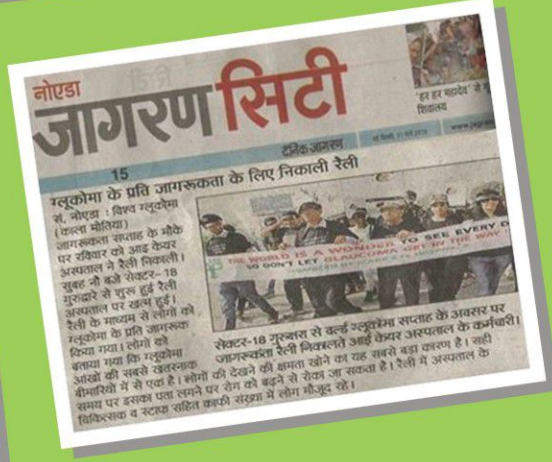 नोएडा
जागरण सिटी
'हर हर महादेव' से
शिवालय
15
दैनिक जागरण
ग्लूकोमा के प्रति जागरूकता के लिए निकाली रैली
सं, नोएडा : विश्व ग्लूकोमा
(काला मोतिया)
जागरूकता सप्ताह के मौके
पर रविवार को आइ केयर
अस्पताल ने रैली निकाली।
सुबह नौ बजे सेक्टर-18
गुरुद्वारे से शुरू हुई रैली
अस्पताल पर खत्म हुई।
रैली के माध्यम से लोगों को
ग्लूकोमा के प्रति जागरूक
किया गया। लोगों को
बताया गया कि ग्लूकोमा
आंखों की सबसे खतरनाक
बीमारियों में से एक है। लोगों की देखने की क्षमता खोने का यह सबसे बड़ा कारण है। सही
समय पर इसका पता लगने पर रोग को बढ़ने से रोका जा सकता है। रैली में अस्पताल के
चिकित्सक व स्टाफ सहित काफी संख्या में लोग मौजूद रहे।
THE WORLD IS A WONDER TO SEE EVERY D
SO DON'T LET GLAUCOMA GET IN THE WAY
सेक्टर-18 गुरुद्वारा से वर्ल्ड ग्लूकोमा सप्ताह के अवसर पर
जागरूकता रैली निकालते आई केयर अस्पताल के कर्मचारी।